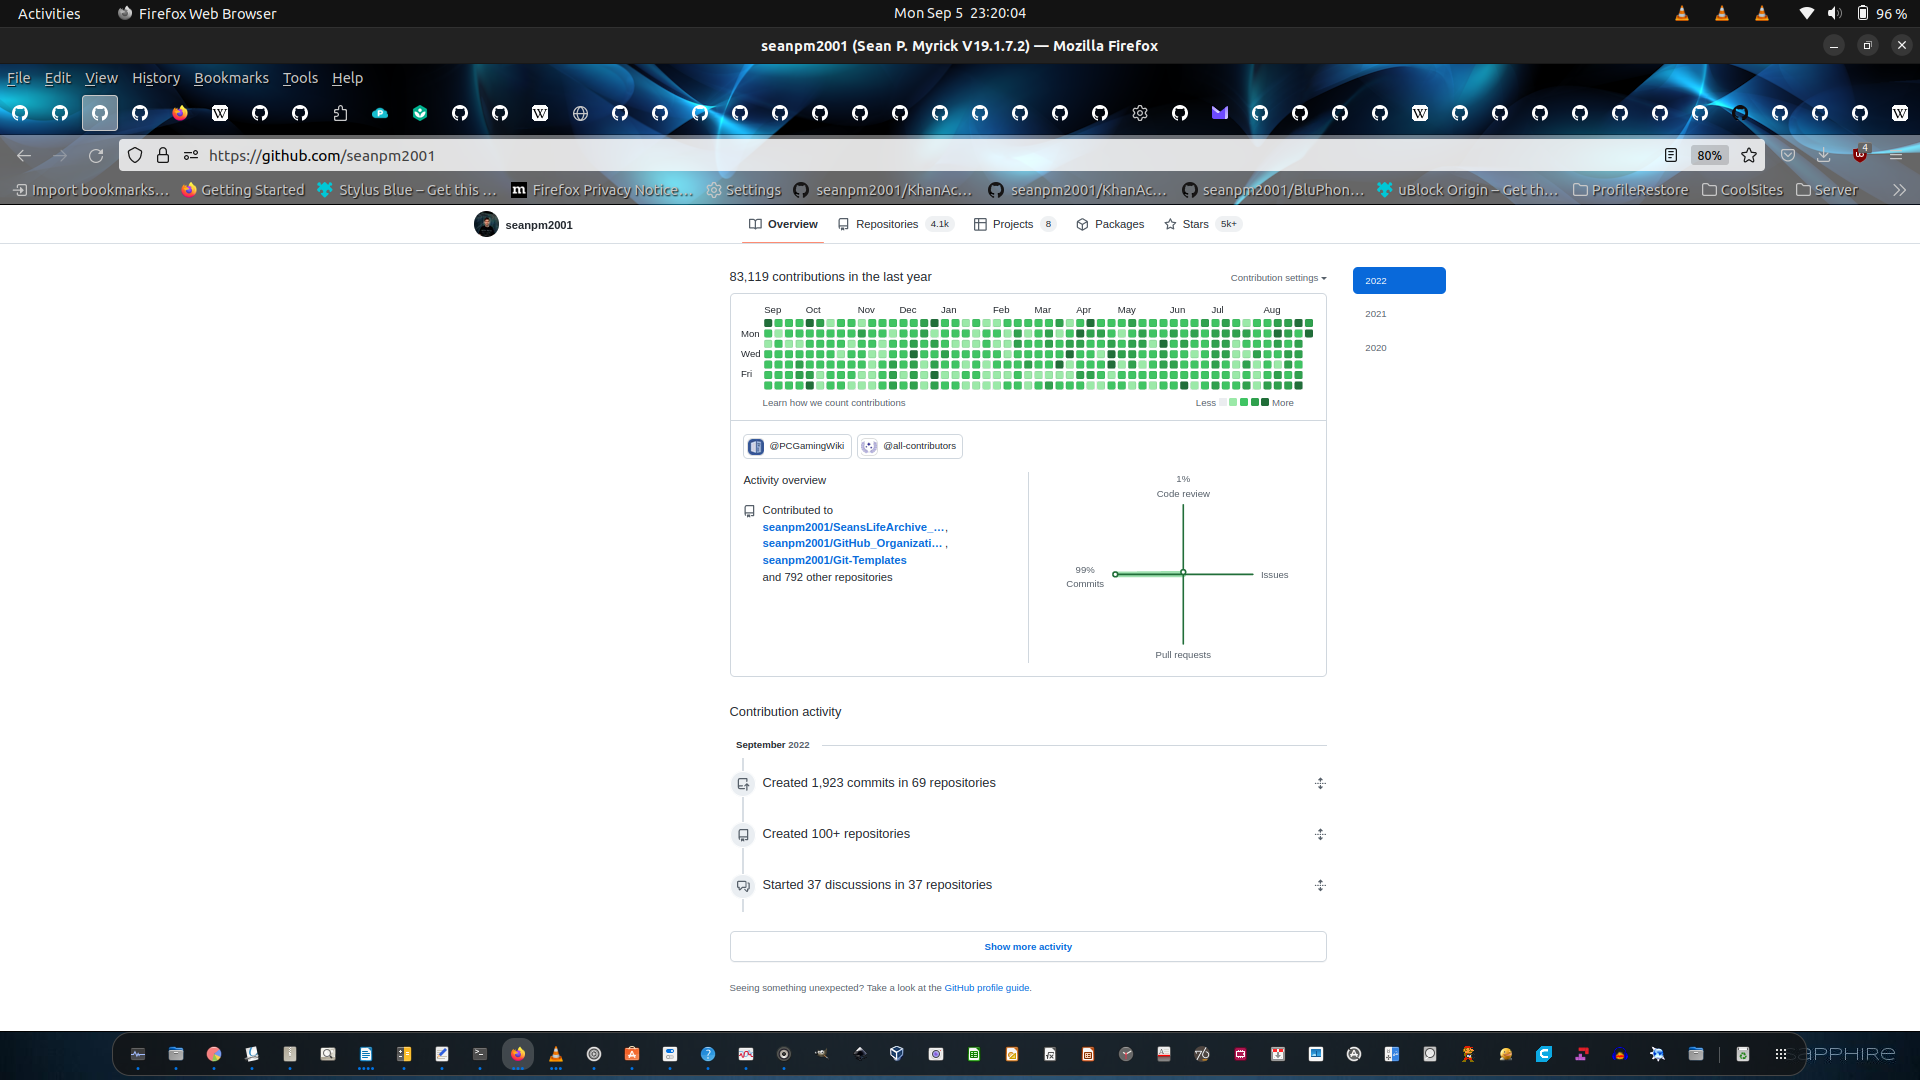 Activities Firefox Web Browser Mon Sep 5 23:20:04 96 %
seanpm2001 (Sean P. Myrick V19.1.7.2) — Mozilla Firefox
File Edit View History Bookmarks Tools Help
https://github.com/seanpm2001 80% 4
Import bookmarks… Getting Started Stylus Blue – Get this … Firefox Privacy Notice… Settings seanpm2001/KhanAc… seanpm2001/KhanAc… seanpm2001/BluPhon… uBlock Origin – Get th… ProfileRestore CoolSites Server
seanpm2001 Overview Repositories 4.1k Projects 8 Packages Stars 5k+
83,119 contributions in the last year Contribution settings 2022
Sep Oct Nov Dec Jan Feb Mar Apr May Jun Jul Aug
2021
Mon
2020
Wed
Fri
Learn how we count contributions Less More
@PCGamingWiki @all-contributors
Activity overview
1%
Code review
Contributed to
seanpm2001/SeansLifeArchive_…,
seanpm2001/GitHub_Organizati… ,
seanpm2001/Git-Templates
and 792 other repositories
99%
Commits
Issues
Pull requests
Contribution activity
September 2022
Created 1,923 commits in 69 repositories
Created 100+ repositories
Started 37 discussions in 37 repositories
Show more activity
Seeing something unexpected? Take a look at the GitHub profile guide.
76
SAPPHIRE